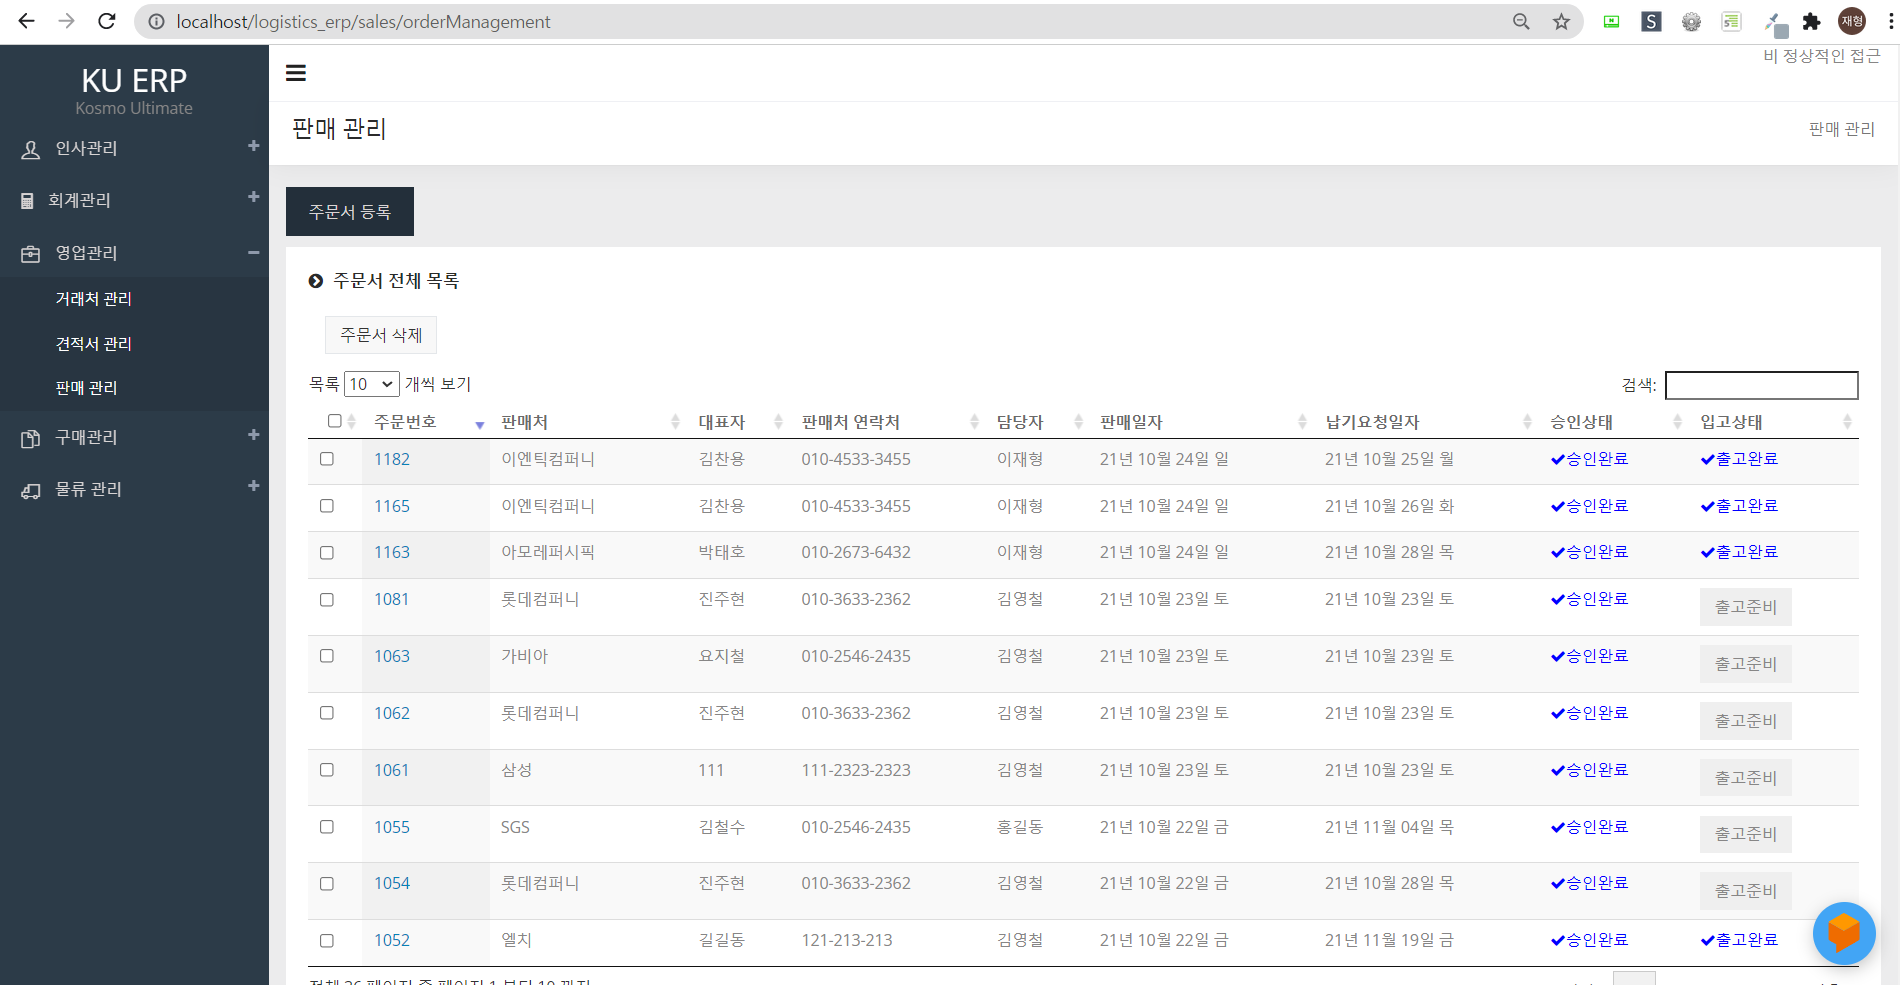 localhost/logistics_erp/sales/orderManagement
재형
비 정상적인 접근
KU ERP
Kosmo Ultimate
인사관리
회계관리
영업관리
거래처 관리
견적서 관리
판매 관리
구매관리
물류 관리
판매 관리
판매 관리
주문서 등록
주문서 전체 목록
주문서 삭제
목록 10 개씩 보기
검색:
주문번호 판매처 대표자 판매처 연락처 담당자 판매일자 납기요청일자 승인상태 입고상태
1182 이엔틱컴퍼니 김찬용 010-4533-3455 이재형 21년 10월 24일 일 21년 10월 25일 월 ✔승인완료 ✔출고완료
1165 이엔틱컴퍼니 김찬용 010-4533-3455 이재형 21년 10월 24일 일 21년 10월 26일 화 ✔승인완료 ✔출고완료
1163 아모레퍼시픽 박태호 010-2673-6432 이재형 21년 10월 24일 일 21년 10월 28일 목 ✔승인완료 ✔출고완료
1081 롯데컴퍼니 진주현 010-3633-2362 김영철 21년 10월 23일 토 21년 10월 23일 토 ✔승인완료 출고준비
1063 가비아 요지철 010-2546-2435 김영철 21년 10월 23일 토 21년 10월 23일 토 ✔승인완료 출고준비
1062 롯데컴퍼니 진주현 010-3633-2362 김영철 21년 10월 23일 토 21년 10월 23일 토 ✔승인완료 출고준비
1061 삼성 111 111-2323-2323 김영철 21년 10월 23일 토 21년 10월 23일 토 ✔승인완료 출고준비
1055 SGS 김철수 010-2546-2435 홍길동 21년 10월 22일 금 21년 11월 04일 목 ✔승인완료 출고준비
1054 롯데컴퍼니 진주현 010-3633-2362 김영철 21년 10월 22일 금 21년 10월 28일 목 ✔승인완료 출고준비
1052 엘치 길길동 121-213-213 김영철 21년 10월 22일 금 21년 11월 19일 금 ✔승인완료 ✔출고완료